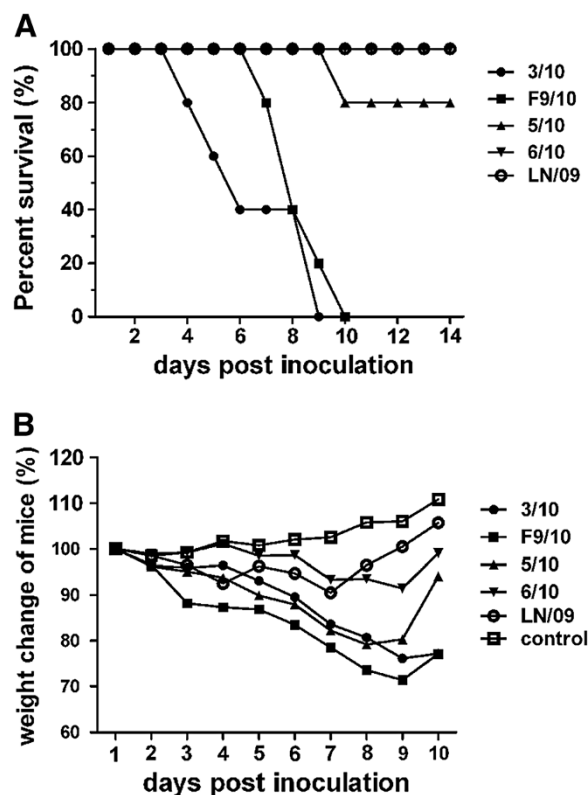 A
Percent survival (%)
100
80
60
40
20
0
2 4 6 8 10 12 14
days post inoculation
3/10
F9/10
5/10
6/10
LN/09
B
weight change of mice (%)
120
110
100
90
80
70
60
1 2 3 4 5 6 7 8 9 10
days post inoculation
3/10
F9/10
5/10
6/10
LN/09
control